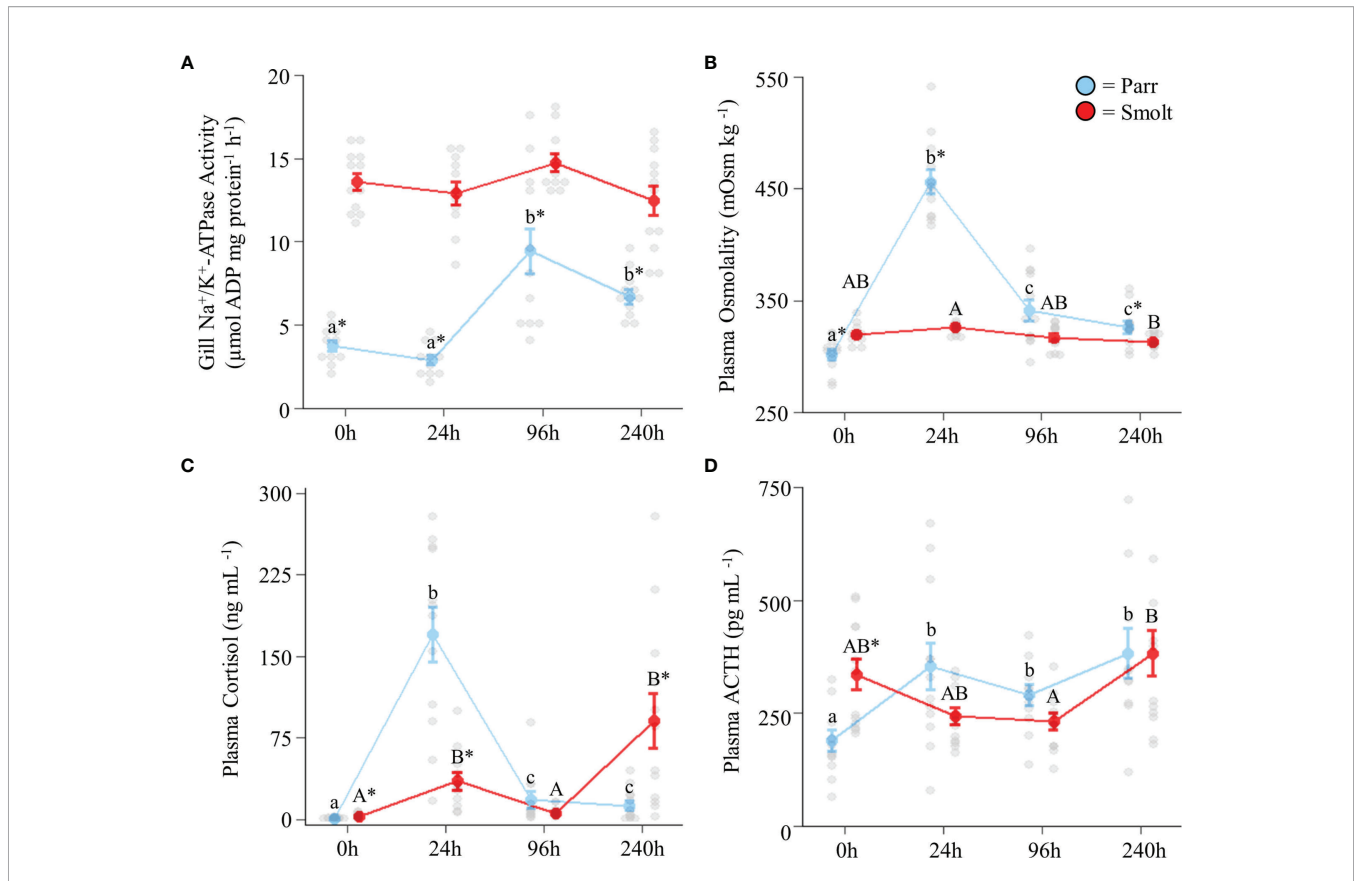 A
Gill Na⁺/K⁺-ATPase Activity
(μmol ADP mg protein⁻¹ h⁻¹)
20
15
10
5
0
a*
a*
b*
b*
0h
24h
96h
240h
B
Plasma Osmolality (mOsm kg⁻¹)
550
450
350
250
= Parr
= Smolt
a*
AB
b*
A
c
AB
c*
B
0h
24h
96h
240h
C
Plasma Cortisol (ng mL ⁻¹)
300
225
150
75
0
a
A*
b
B*
c
A
c
B*
0h
24h
96h
240h
D
Plasma ACTH (pg mL ⁻¹)
750
500
250
0
a
AB*
b
AB
b
A
b
B
0h
24h
96h
240h